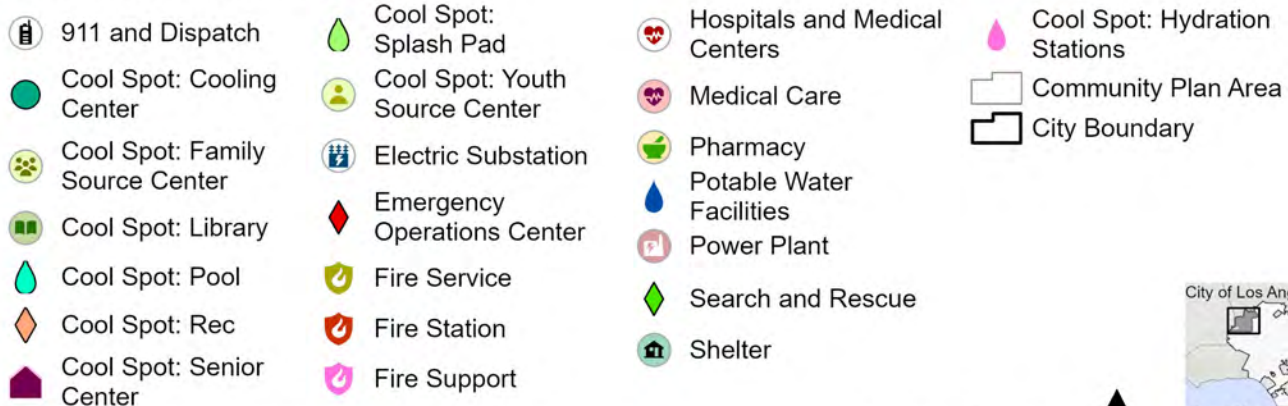 911 and Dispatch
Cool Spot: Cooling
Center
Cool Spot: Family
Source Center
Cool Spot: Library
Cool Spot: Pool
Cool Spot: Rec
Cool Spot: Senior
Center
Cool Spot:
Splash Pad
Cool Spot: Youth
Source Center
Electric Substation
Emergency
Operations Center
Fire Service
Fire Station
Fire Support
Hospitals and Medical
Centers
Medical Care
Pharmacy
Potable Water
Facilities
Power Plant
Search and Rescue
Shelter
Cool Spot: Hydration
Stations
Community Plan Area
City Boundary
City of Los